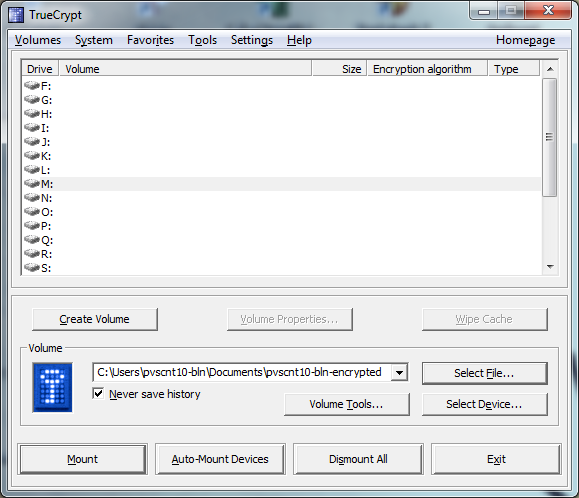 TrueCrypt
Volumes System Favorites Tools Settings Help Homepage
Drive Volume Size Encryption algorithm Type
F:
G:
H:
I:
J:
K:
L:
M:
N:
O:
P:
Q:
R:
S:
Create Volume Volume Properties... Wipe Cache
Volume
C:\Users\pvscnt10-bln\Documents\pvscnt10-bln-encrypted Select File...
Never save history
Volume Tools... Select Device...
Mount Auto-Mount Devices Dismount All Exit